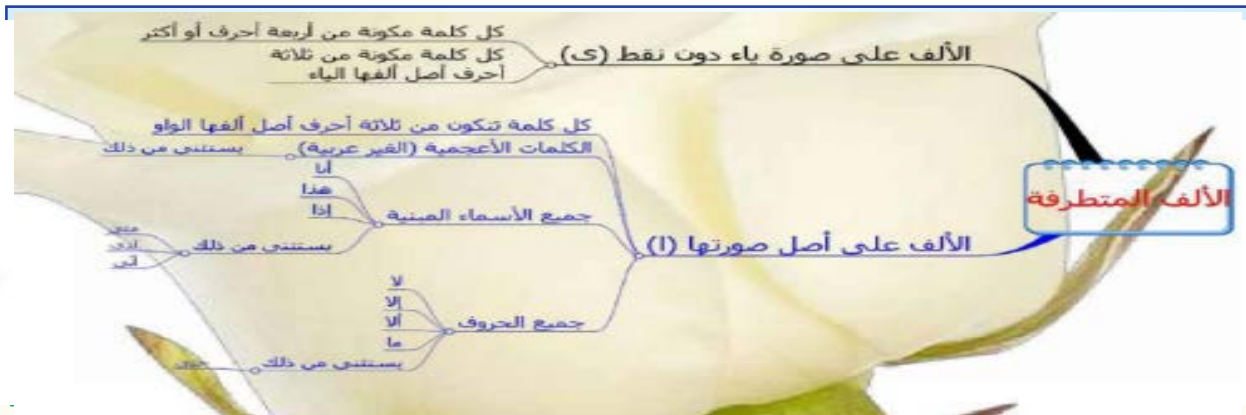 الألف المتطرفة
الألف على صورة ياء دون نقط (ى)
كل كلمة مكونة من أربعة أحرف أو أكثر
كل كلمة مكونة من ثلاثة
أحرف أصل ألفها الياء
الألف على أصل صورتها (ا)
كل كلمة تتكون من ثلاثة أحرف أصل ألفها الواو
الكلمات الأعجمية (الغير عربية)
يستثنى من ذلك
جميع الأسماء المبنية
أنا
هذا
إذا
يستثنى من ذلك
متى
أنى
جميع الحروف
لا
إلا
ألا
ما
يستثنى من ذلك